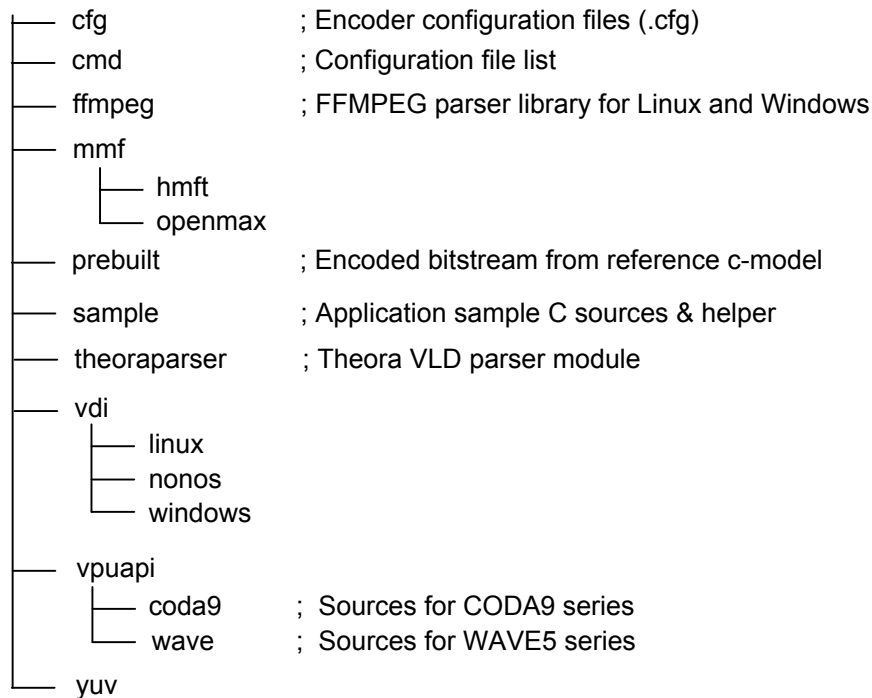 cfg ; Encoder configuration files (.cfg)
cmd ; Configuration file list
ffmpeg ; FFMPEG parser library for Linux and Windows
mmf
hmft
openmax
prebuilt ; Encoded bitstream from reference c-model
sample ; Application sample C sources & helper
theoraparser ; Theora VLD parser module
vdi
linux
nonos
windows
vpuapi
coda9 ; Sources for CODA9 series
wave ; Sources for WAVE5 series
yuv